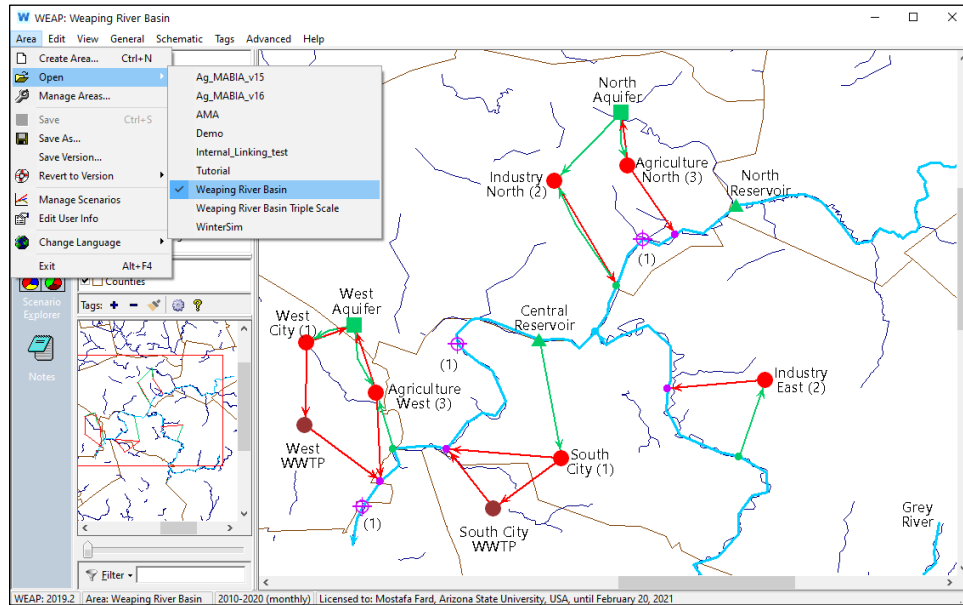 WEAP: Weaping River Basin
Area Edit View General Schematic Tags Advanced Help
Create Area... Ctrl+N
Open
Manage Areas...
Save Ctrl+S
Save As...
Save Version...
Revert to Version
Manage Scenarios
Edit User Info
Change Language
Exit Alt+F4
Ag_MABIA_v15
Ag_MABIA_v16
AMA
Demo
Internal_Linking_test
Tutorial
Weaping River Basin
Weaping River Basin Triple Scale
WinterSim
Counties
Scenario
Explorer
Notes
Tags:
Filter
North
Aquifer
Industry
North (2)
Agriculture
North (3)
North
Reservoir
(1)
West
Aquifer
West
City (1)
Central
Reservoir
(1)
Agriculture
West (3)
Industry
East (2)
West
WWTP
South
City (1)
(1)
South City
WWTP
Grey
River
WEAP: 2019.2 Area: Weaping River Basin 2010-2020 (monthly) Licensed to: Mostafa Fard, Arizona State University, USA, until February 20, 2021